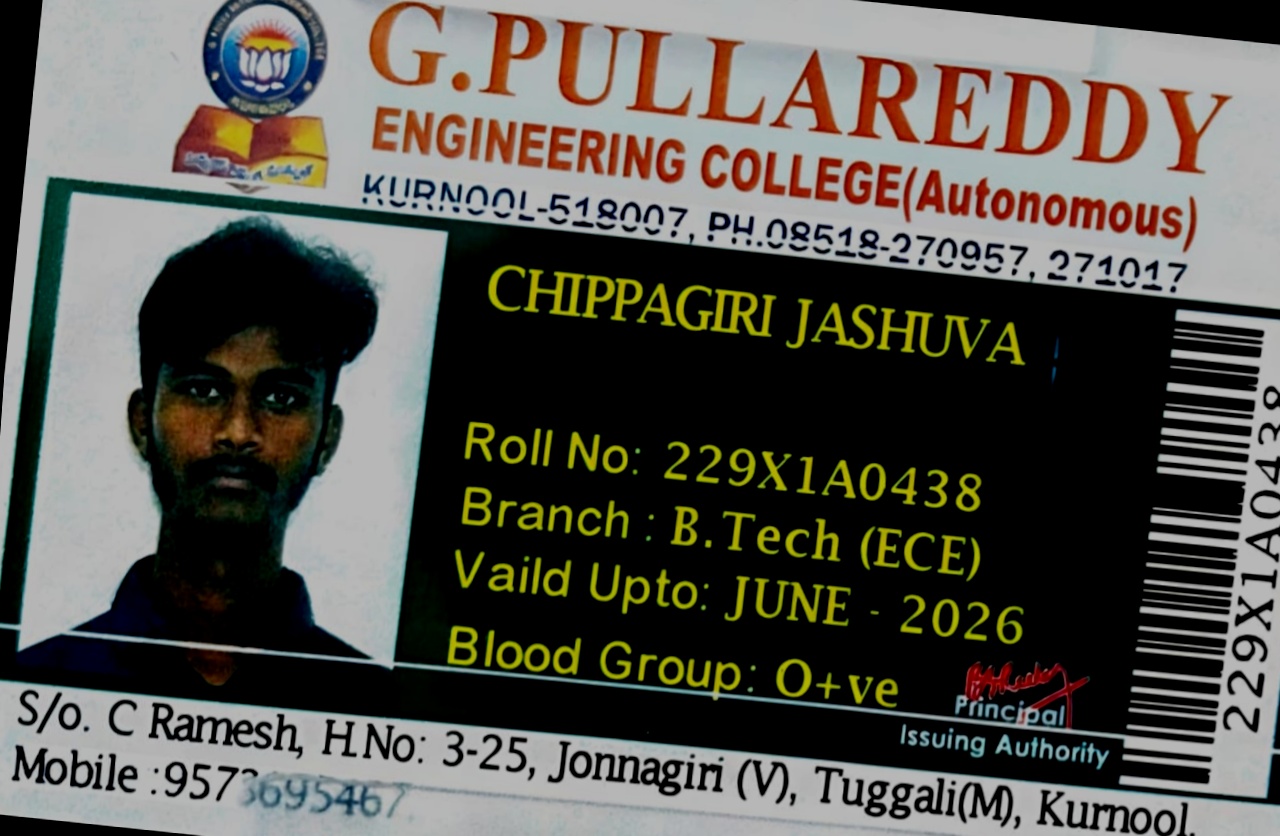 G.PULLAREDDY
ENGINEERING COLLEGE(Autonomous)
KURNOOL-518007, PH.08518-270957, 271017
CHIPPAGIRI JASHUVA
Roll No: 229X1A0438
Branch : B.Tech (ECE)
Vaild Upto: JUNE - 2026
Blood Group: O+ve
Principal
Issuing Authority
229X1A0438
S/o. C Ramesh, H.No: 3-25, Jonnagiri (V), Tuggali(M), Kurnool.
Mobile :9573695467.